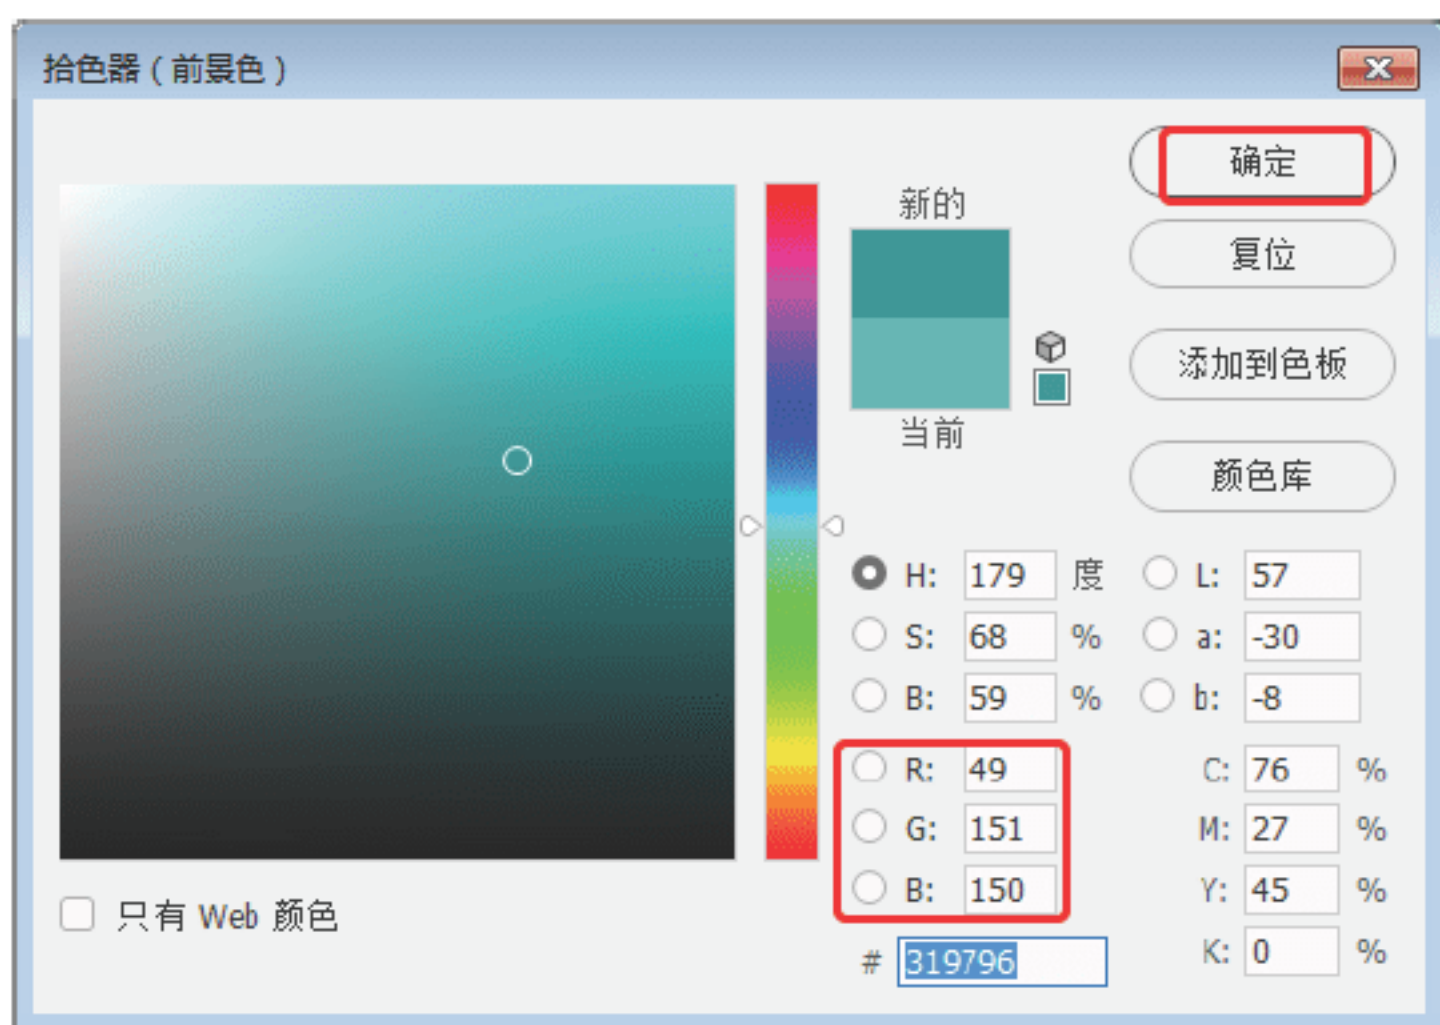 拾色器（前景色）
确定
新的
复位
添加到色板
当前
颜色库
H: 179 度 L: 57
S: 68 % a: -30
B: 59 % b: -8
R: 49 C: 76 %
G: 151 M: 27 %
B: 150 Y: 45 %
只有 Web 颜色
# 319796 K: 0 %